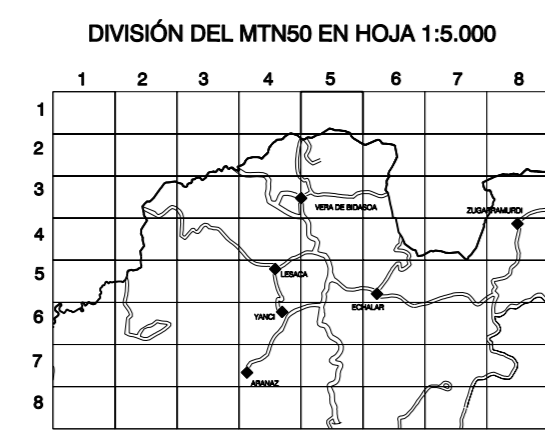 DIVISIÓN DEL MTN50 EN HOJA 1:5.000
1 2 3 4 5 6 7 8
1
2
3
VERA DE BIDASOA
ZUGARRAMURDI
4
5
LESACA
ECHALAR
6
YANCI
7
ARANAZ
8